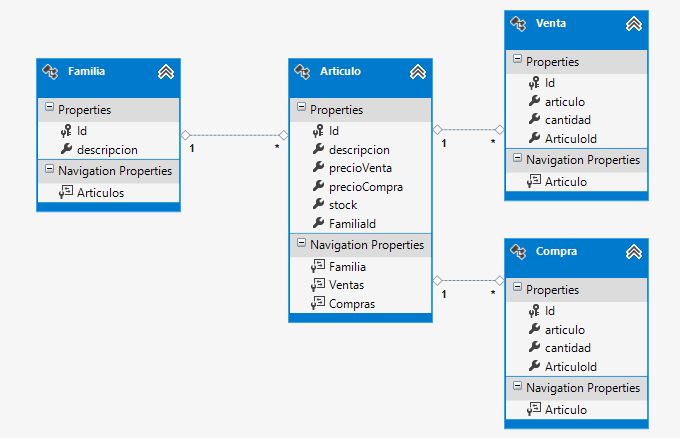 Familia
Properties
Id
descripcion
Navigation Properties
Articulos
1
*
Articulo
Properties
Id
descripcion
precioVenta
precioCompra
stock
FamiliaId
Navigation Properties
Familia
Ventas
Compras
1
*
Venta
Properties
Id
articulo
cantidad
ArticuloId
Navigation Properties
Articulo
1
*
Compra
Properties
Id
articulo
cantidad
ArticuloId
Navigation Properties
Articulo